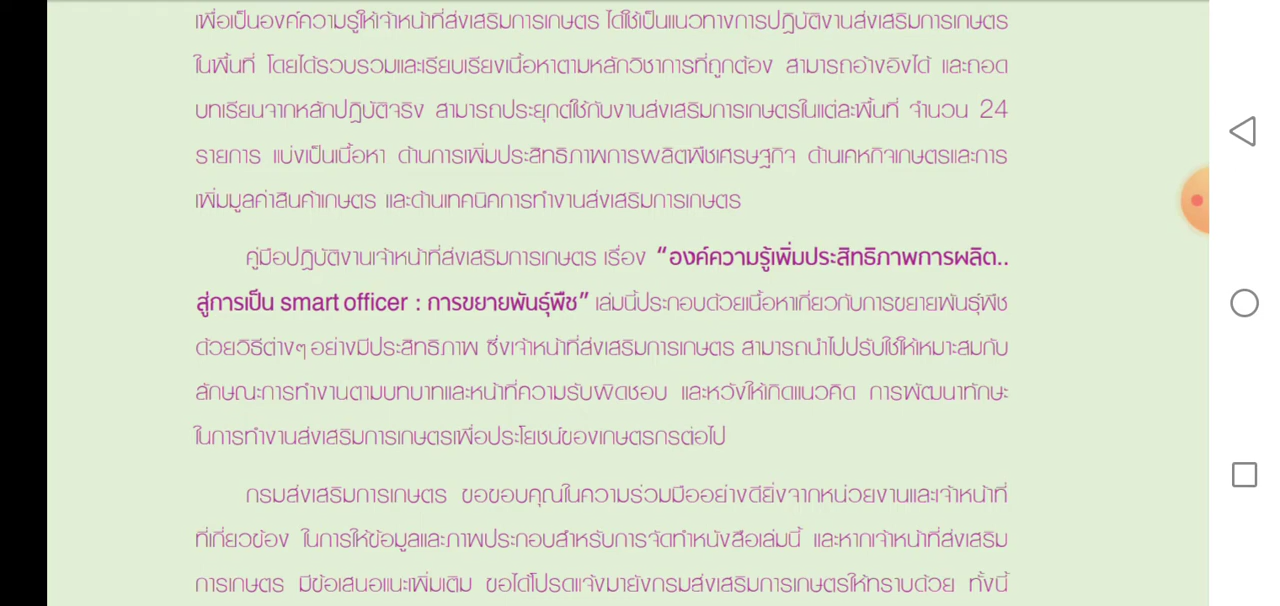 เพื่อเป็นองค์ความรู้ให้เจ้าหน้าที่ส่งเสริมการเกษตร ได้ใช้เป็นแนวทางการปฏิบัติงานส่งเสริมการเกษตร
ในพื้นที่ โดยได้รวบรวมและเรียบเรียงเนื้อหาตามหลักวิชาการที่ถูกต้อง สามารถอ้างอิงได้ และถอด
บทเรียนจากหลักปฏิบัติจริง สามารถประยุกต์ใช้กับงานส่งเสริมการเกษตรในแต่ละพื้นที่ จำนวน 24
รายการ แบ่งเป็นเนื้อหา ด้านการเพิ่มประสิทธิภาพการผลิตพืชเศรษฐกิจ ด้านเคหกิจเกษตรและการ
เพิ่มมูลค่าสินค้าเกษตร และด้านเทคนิคการทำงานส่งเสริมการเกษตร
คู่มือปฏิบัติงานเจ้าหน้าที่ส่งเสริมการเกษตร เรื่อง “องค์ความรู้เพิ่มประสิทธิภาพการผลิต..
สู่การเป็น smart officer : การขยายพันธุ์พืช” เล่มนี้ประกอบด้วยเนื้อหาเกี่ยวกับการขยายพันธุ์พืช
ด้วยวิธีต่างๆ อย่างมีประสิทธิภาพ ซึ่งเจ้าหน้าที่ส่งเสริมการเกษตร สามารถนำไปปรับใช้ให้เหมาะสมกับ
ลักษณะการทำงานตามบทบาทและหน้าที่ความรับผิดชอบ และหวังให้เกิดแนวคิด การพัฒนาทักษะ
ในการทำงานส่งเสริมการเกษตรเพื่อประโยชน์ของเกษตรกรต่อไป
กรมส่งเสริมการเกษตร ขอขอบคุณในความร่วมมืออย่างดียิ่งจากหน่วยงานและเจ้าหน้าที่
ที่เกี่ยวข้อง ในการให้ข้อมูลและภาพประกอบสำหรับการจัดทำหนังสือเล่มนี้ และหากเจ้าหน้าที่ส่งเสริม
การเกษตร มีข้อเสนอแนะเพิ่มเติม ขอได้โปรดแจ้งมายังกรมส่งเสริมการเกษตรให้ทราบด้วย ทั้งนี้